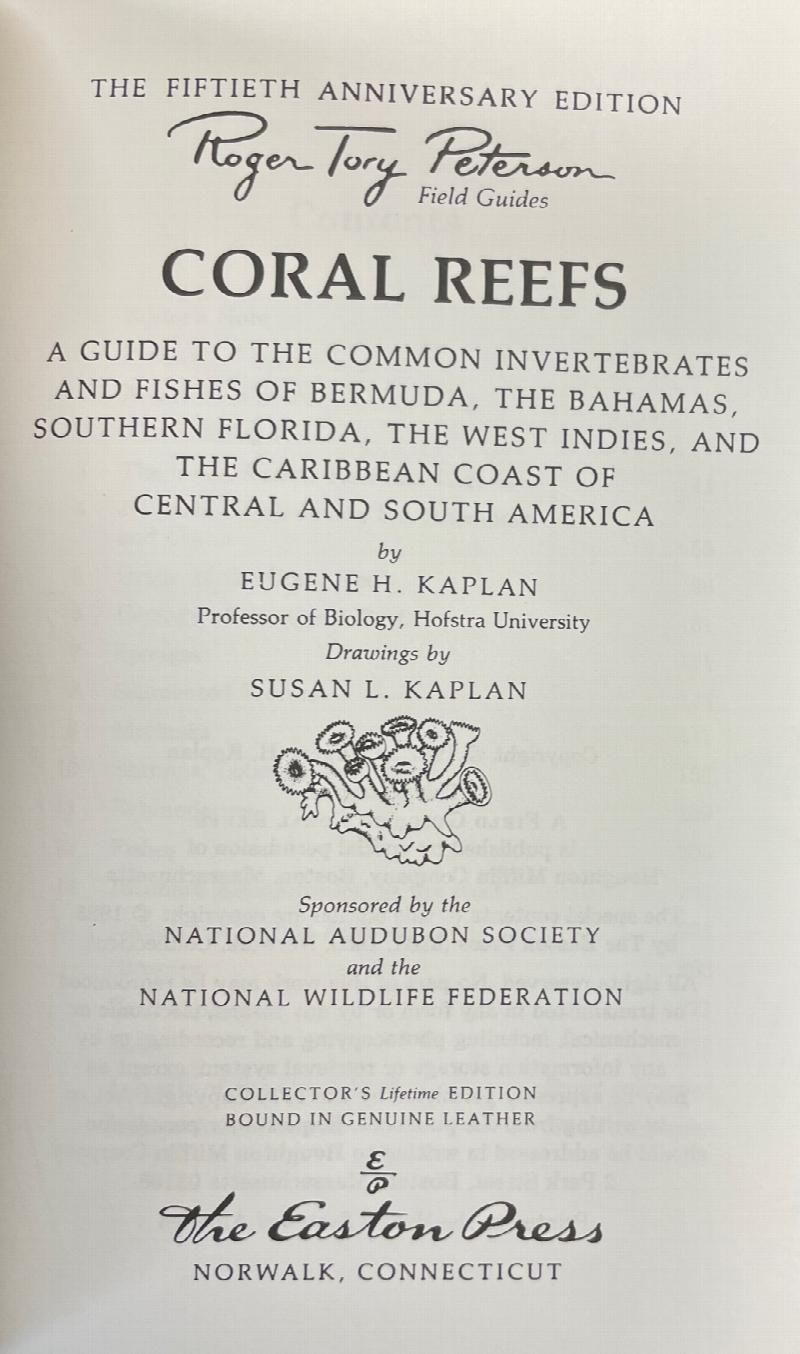 THE FIFTIETH ANNIVERSARY EDITION
Roger Tory Peterson
Field Guides
CORAL REEFS
A GUIDE TO THE COMMON INVERTEBRATES
AND FISHES OF BERMUDA, THE BAHAMAS,
SOUTHERN FLORIDA, THE WEST INDIES, AND
THE CARIBBEAN COAST OF
CENTRAL AND SOUTH AMERICA
by
EUGENE H. KAPLAN
Professor of Biology, Hofstra University
Drawings by
SUSAN L. KAPLAN
Sponsored by the
NATIONAL AUDUBON SOCIETY
and the
NATIONAL WILDLIFE FEDERATION
COLLECTOR'S Lifetime EDITION
BOUND IN GENUINE LEATHER
E
P
The Easton Press
NORWALK, CONNECTICUT